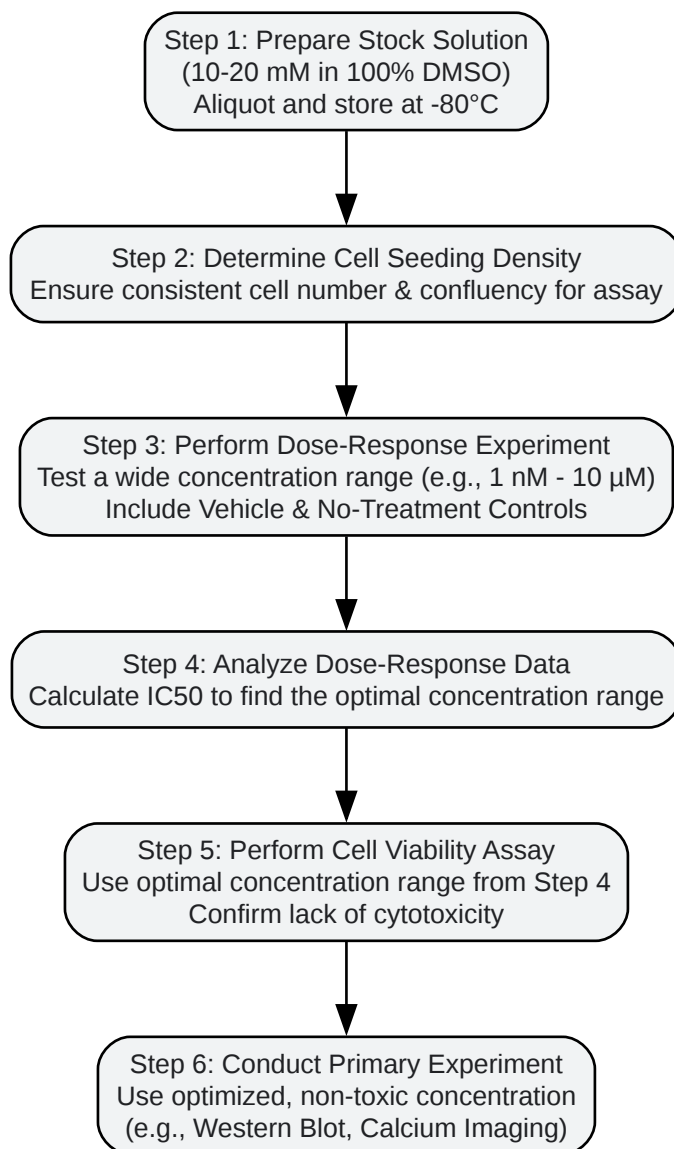 Step 1: Prepare Stock Solution
(10-20 mM in 100% DMSO)
Aliquot and store at -80°C
Step 2: Determine Cell Seeding Density
Ensure consistent cell number & confluency for assay
Step 3: Perform Dose-Response Experiment
Test a wide concentration range (e.g., 1 nM - 10 µM)
Include Vehicle & No-Treatment Controls
Step 4: Analyze Dose-Response Data
Calculate IC50 to find the optimal concentration range
Step 5: Perform Cell Viability Assay
Use optimal concentration range from Step 4
Confirm lack of cytotoxicity
Step 6: Conduct Primary Experiment
Use optimized, non-toxic concentration
(e.g., Western Blot, Calcium Imaging)